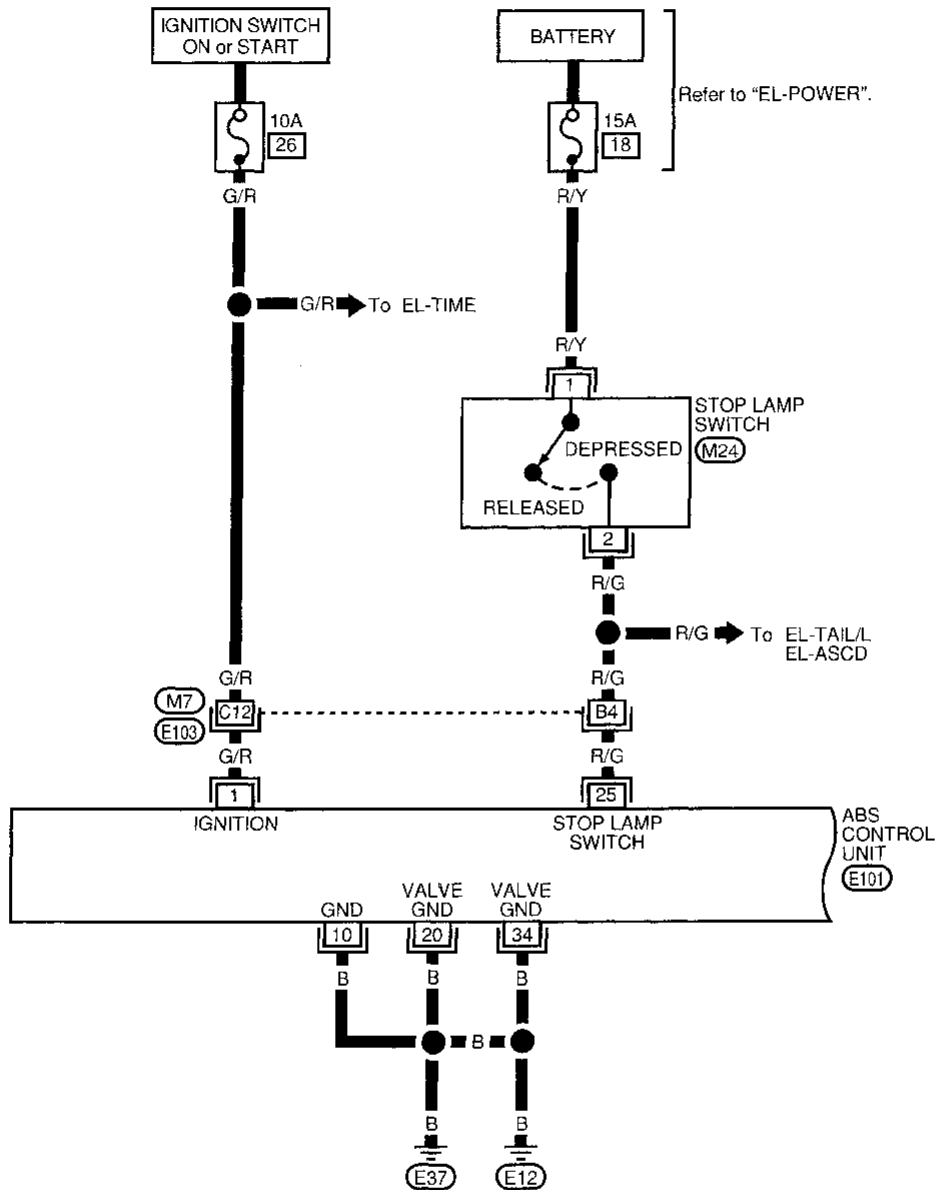 IGNITION SWITCH
ON or START
BATTERY
Refer to "EL-POWER".
10A
26
15A
18
G/R
R/Y
G/R
To EL-TIME
R/Y
1
STOP LAMP
SWITCH
M24
DEPRESSED
RELEASED
2
R/G
R/G
To EL-TAIL/L
EL-ASCD
G/R
R/G
M7
E103
C12
B4
G/R
R/G
1
25
IGNITION
STOP LAMP
SWITCH
ABS
CONTROL
UNIT
E101
GND
VALVE
GND
VALVE
GND
10
20
34
B
B
B
B
B
B
E37
E12